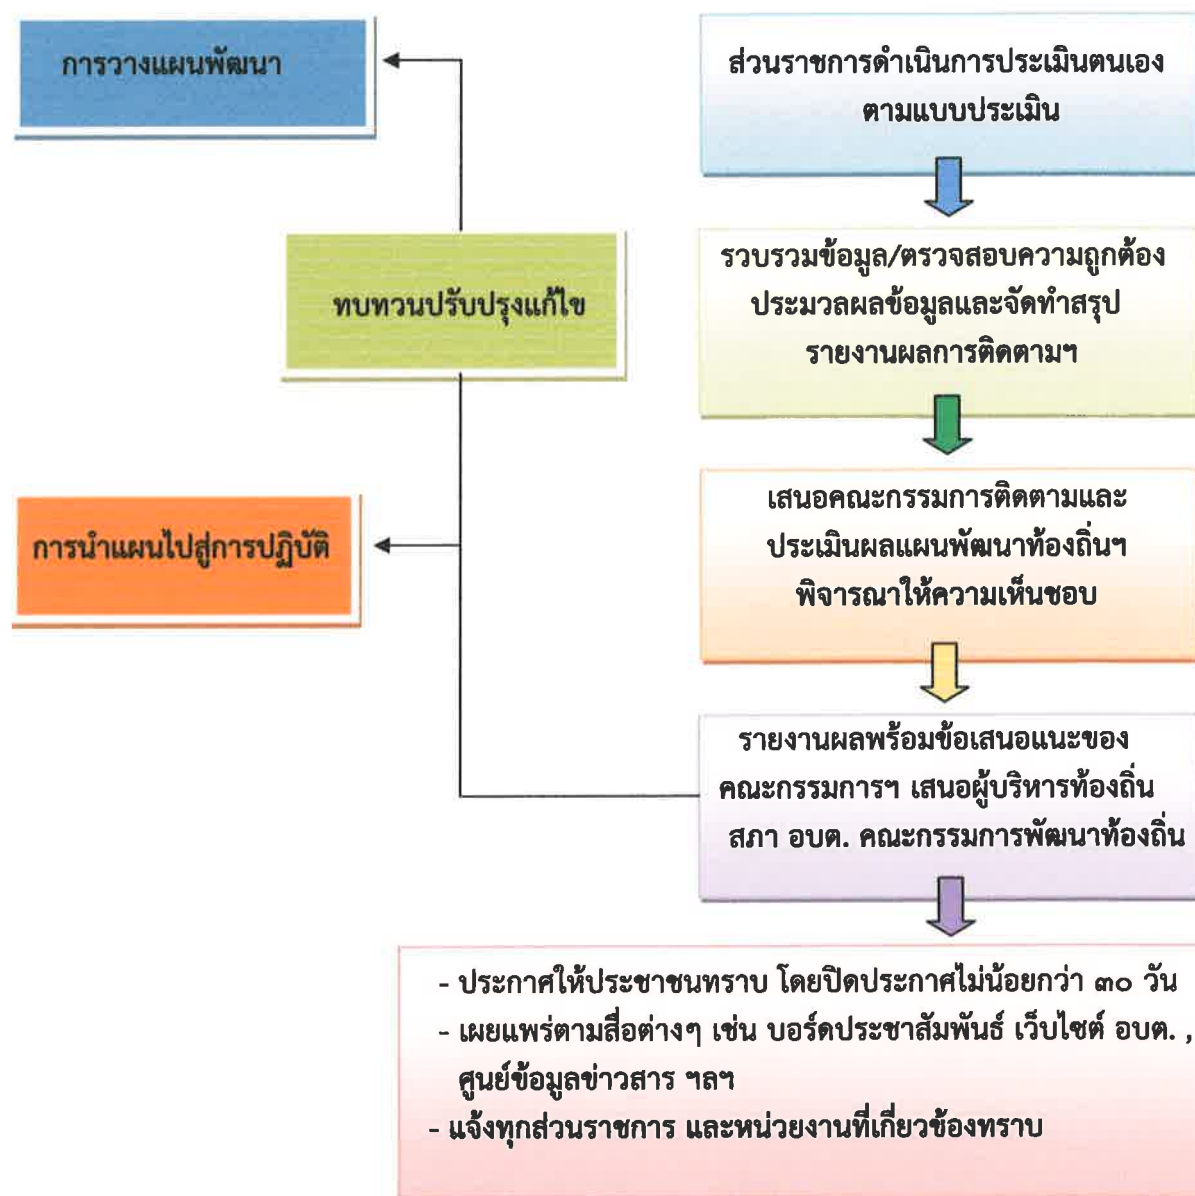 การวางแผนพัฒนา
ทบทวนปรับปรุงแก้ไข
การนำแผนไปสู่การปฏิบัติ
ส่วนราชการดำเนินการประเมินตนเอง
ตามแบบประเมิน
รวบรวมข้อมูล/ตรวจสอบความถูกต้อง
ประมวลผลข้อมูลและจัดทำสรุป
รายงานผลการติดตามฯ
เสนอคณะกรรมการติดตามและ
ประเมินผลแผนพัฒนาท้องถิ่นฯ
พิจารณาให้ความเห็นชอบ
รายงานผลพร้อมข้อเสนอแนะของ
คณะกรรมการฯ เสนอผู้บริหารท้องถิ่น
สภา อบต. คณะกรรมการพัฒนาท้องถิ่น
- ประกาศให้ประชาชนทราบ โดยปิดประกาศไม่น้อยกว่า ๓๐ วัน
- เผยแพร่ตามสื่อต่างๆ เช่น บอร์ดประชาสัมพันธ์ เว็บไซต์ อบต. ,
ศูนย์ข้อมูลข่าวสาร ฯลฯ
- แจ้งทุกส่วนราชการ และหน่วยงานที่เกี่ยวข้องทราบ